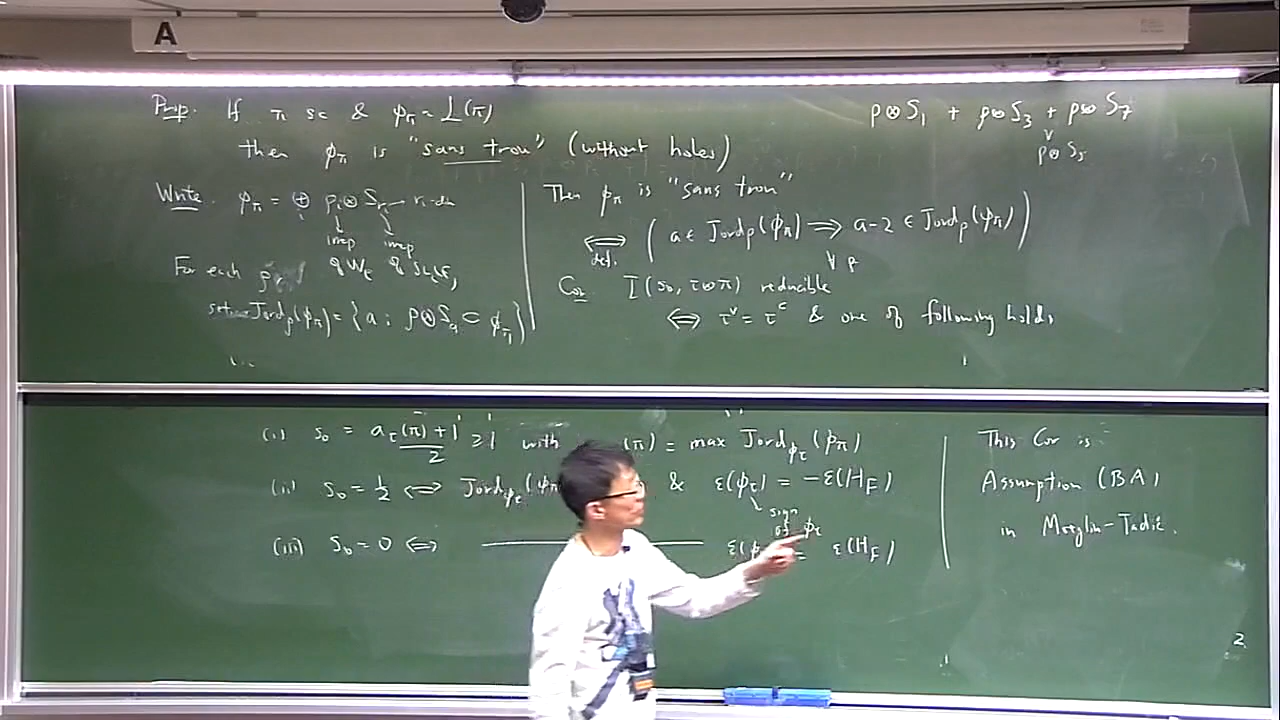 A
Prop. If π sc & φ_π = L(π)
then φ_π is "sans trou" (without holes)
ρ⊗S_1 + ρ⊗S_3 + ρ⊗S_7
ρ⊗S_5
Write φ_π = ⊕_i ρ_i⊗S_{r_i}
irrep irrep
For each ρ
Jord_ρ(φ_π) = {a ; ρ⊗S_a ⊂ φ_π}
Then φ_π is "sans trou"
⟺ (a ∈ Jord_ρ(φ_π) ⟹ a-2 ∈ Jord_ρ(φ_π))
def. ∀ ρ
Cor I(s_0, τ⊗π) reducible
⟺ τ^∨ = τ^c & one of following holds
(i) s_0 = (a_τ(π)+1)/2 ≥ 1 with (π) = max Jord_{φ_τ}(φ_π)
(ii) s_0 = 1/2 ⟺ Jord_{φ_τ}(φ_π & ε(φ_τ) = -ε(H_F)
sign
of φ_τ
(iii) s_0 = 0 ⟺ ε(φ = ε(H_F)
This Cor is
Assumption (BA)
in Moeglin-Tadić.
2